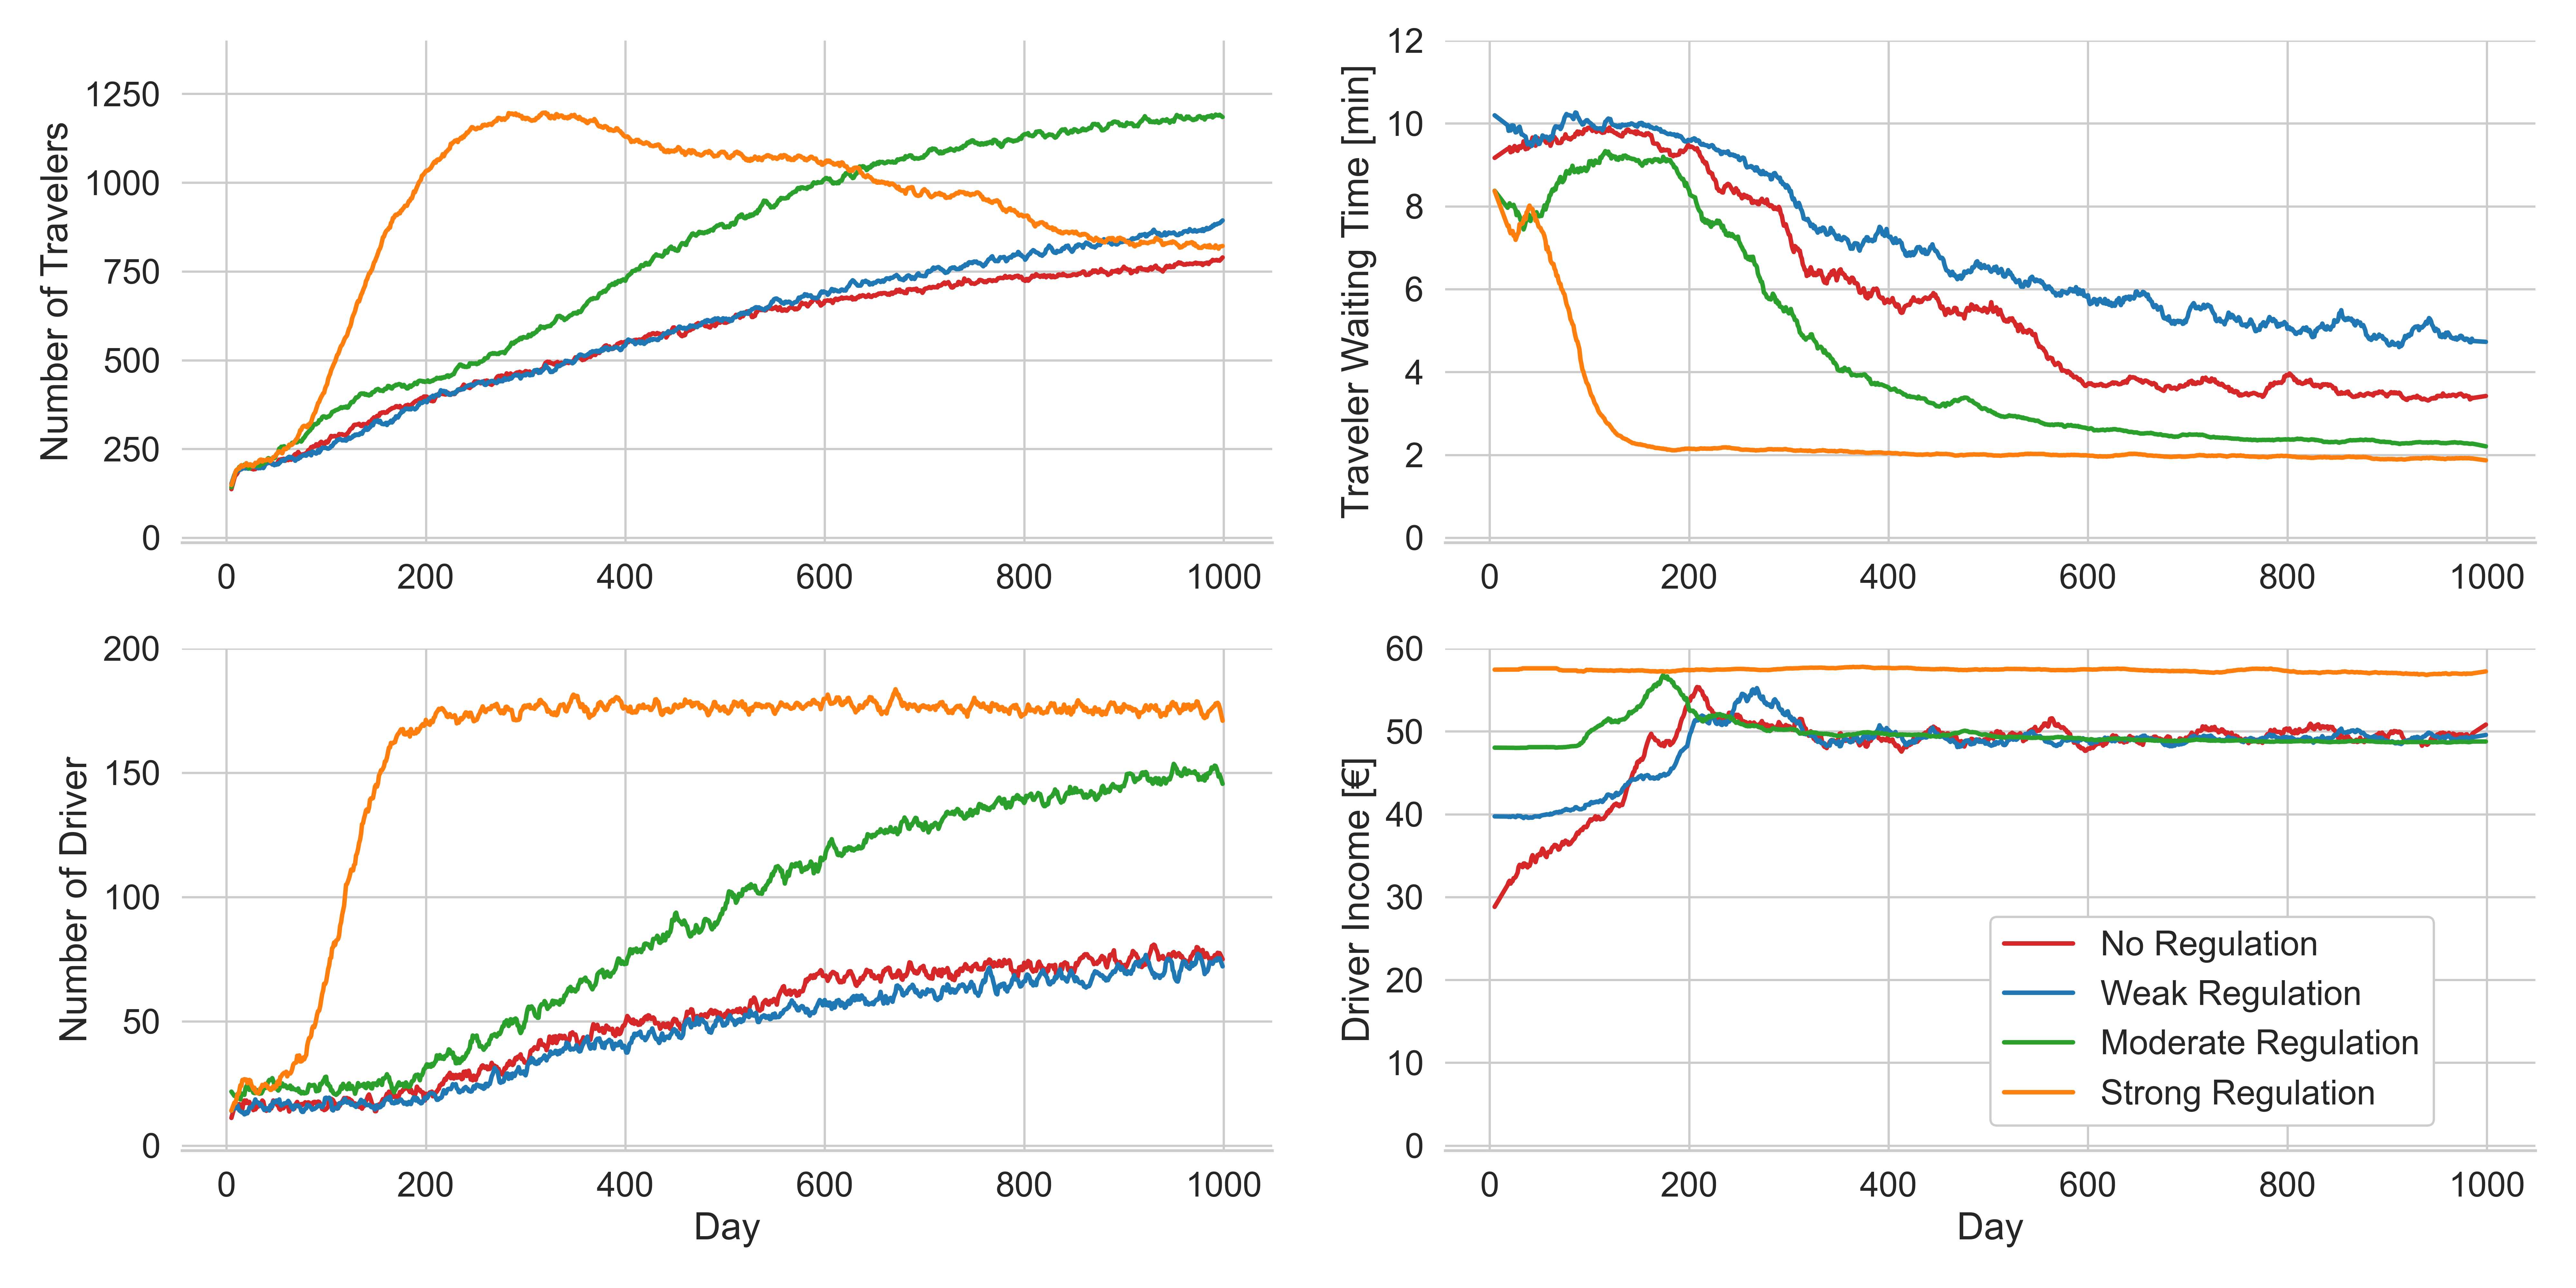 Number of Travelers
1250
1000
750
500
250
0
0 200 400 600 800 1000
Traveler Waiting Time [min]
12
10
8
6
4
2
0
0 200 400 600 800 1000
Number of Driver
200
150
100
50
0
0 200 400 600 800 1000
Day
Driver Income [€]
60
50
40
30
20
10
0
0 200 400 600 800 1000
Day
No Regulation
Weak Regulation
Moderate Regulation
Strong Regulation